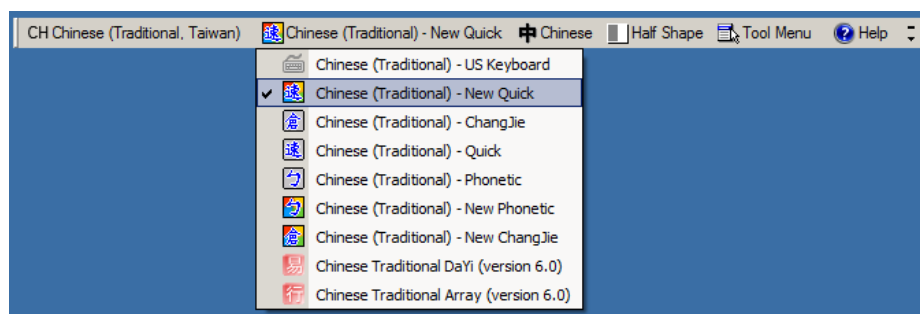 CH Chinese (Traditional, Taiwan) 速 Chinese (Traditional) - New Quick 中 Chinese Half Shape Tool Menu ? Help
Chinese (Traditional) - US Keyboard
速 Chinese (Traditional) - New Quick
倉 Chinese (Traditional) - ChangJie
速 Chinese (Traditional) - Quick
ㄅ Chinese (Traditional) - Phonetic
ㄅ Chinese (Traditional) - New Phonetic
倉 Chinese (Traditional) - New ChangJie
易 Chinese Traditional DaYi (version 6.0)
行 Chinese Traditional Array (version 6.0)